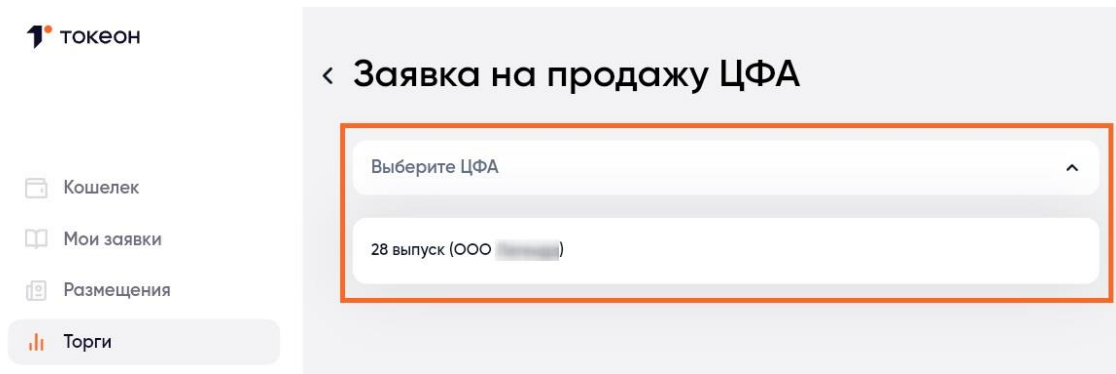 токеон
Кошелек
Мои заявки
Размещения
Торги
Заявка на продажу ЦФА
Выберите ЦФА
28 выпуск (ООО )